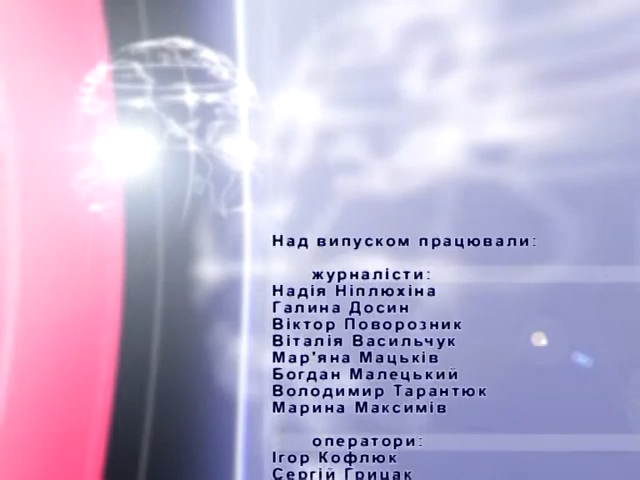 Над випуском працювали:
журналісти:
Надія Ніплюхіна
Галина Досин
Віктор Поворозник
Віталія Васильчук
Мар'яна Мацьків
Богдан Малецький
Володимир Тарантюк
Марина Максимів
оператори:
Ігор Кофлюк
Сергій Грицак